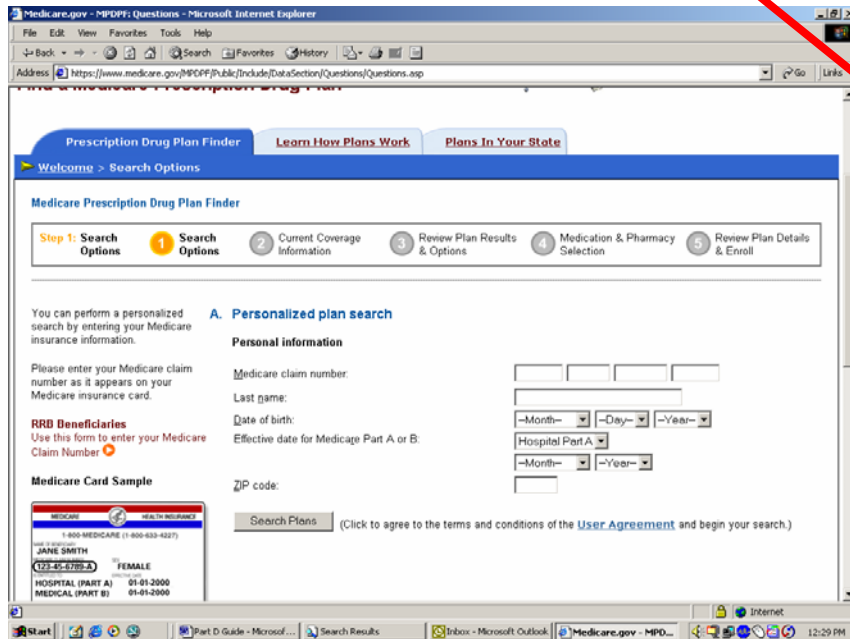 Medicare.gov - MPDPF: Questions - Microsoft Internet Explorer
File Edit View Favorites Tools Help
Back Search Favorites History
Address https://www.medicare.gov/MPDPF/Public/Include/DataSection/Questions/Questions.asp Go Links
Find a Medicare Prescription Drug Plan
Prescription Drug Plan Finder Learn How Plans Work Plans In Your State
Welcome > Search Options
Medicare Prescription Drug Plan Finder
Step 1: Search Options 1 Search Options 2 Current Coverage Information 3 Review Plan Results & Options 4 Medication & Pharmacy Selection 5 Review Plan Details & Enroll
You can perform a personalized
search by entering your Medicare
insurance information.
Please enter your Medicare claim
number as it appears on your
Medicare insurance card.
RRB Beneficiaries
Use this form to enter your Medicare
Claim Number
Medicare Card Sample
MEDICARE HEALTH INSURANCE
1-800-MEDICARE (1-800-633-4227)
JANE SMITH
123-45-6789-A FEMALE
HOSPITAL (PART A) 01-01-2000
MEDICAL (PART B) 01-01-2000
A. Personalized plan search
Personal information
Medicare claim number:
Last name:
Date of birth: –Month– –Day– –Year–
Effective date for Medicare Part A or B: Hospital Part A
–Month– –Year–
ZIP code:
Search Plans (Click to agree to the terms and conditions of the User Agreement and begin your search.)
Internet
Start Part D Guide - Microsof... Search Results Inbox - Microsoft Outlook Medicare.gov - MPD... 12:29 PM